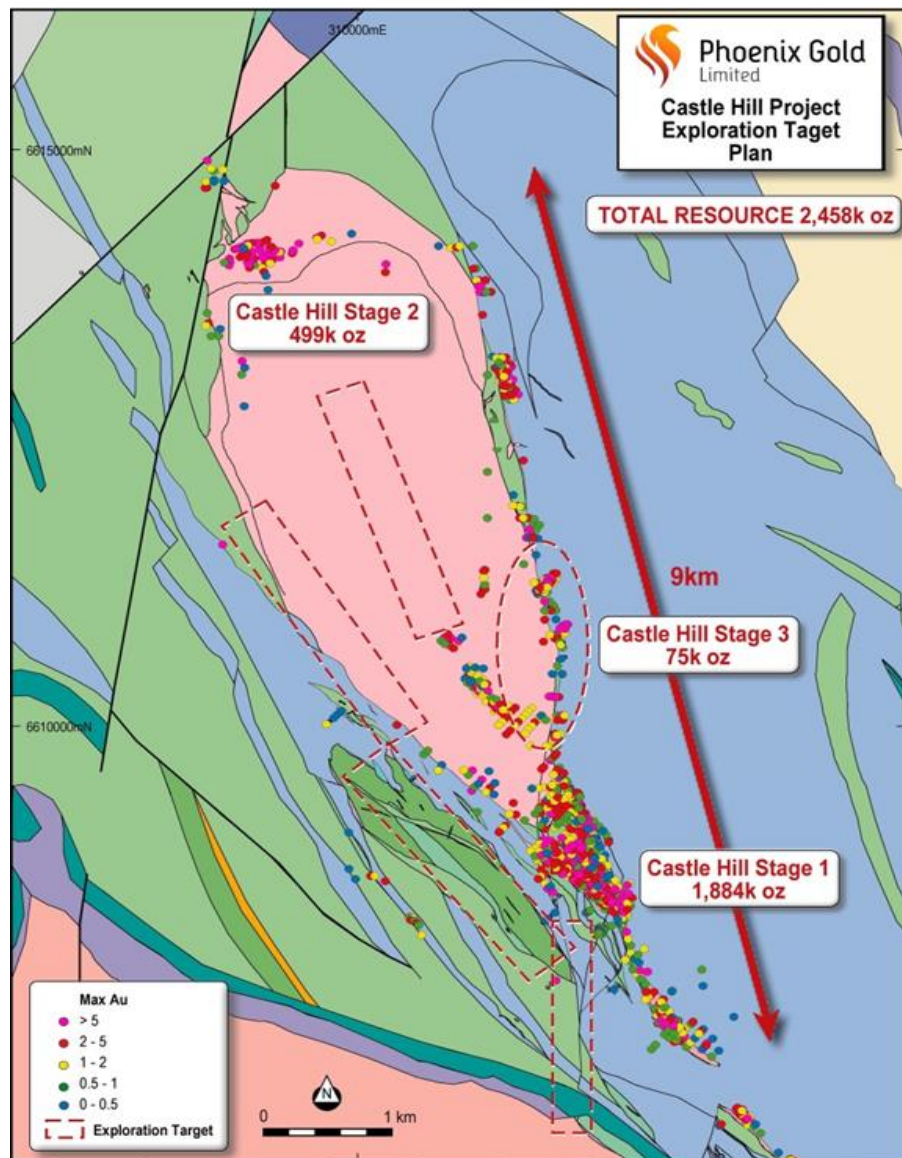 310000mE
Phoenix Gold
Limited
Castle Hill Project
Exploration Taget
Plan
6615000mN
TOTAL RESOURCE 2,458k oz
Castle Hill Stage 2
499k oz
9km
Castle Hill Stage 3
75k oz
6610000mN
Castle Hill Stage 1
1,884k oz
Max Au
> 5
2 - 5
1 - 2
0.5 - 1
0 - 0.5
Exploration Target
N
0 1 km